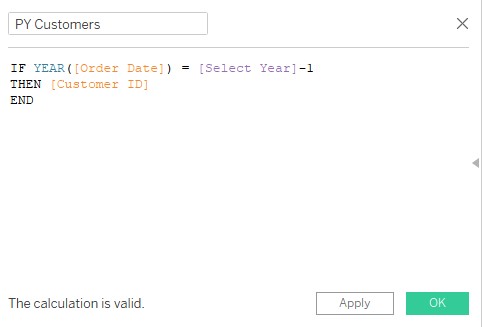 PY Customers
IF YEAR([Order Date]) = [Select Year]-1
THEN [Customer ID]
END
The calculation is valid.
Apply
OK